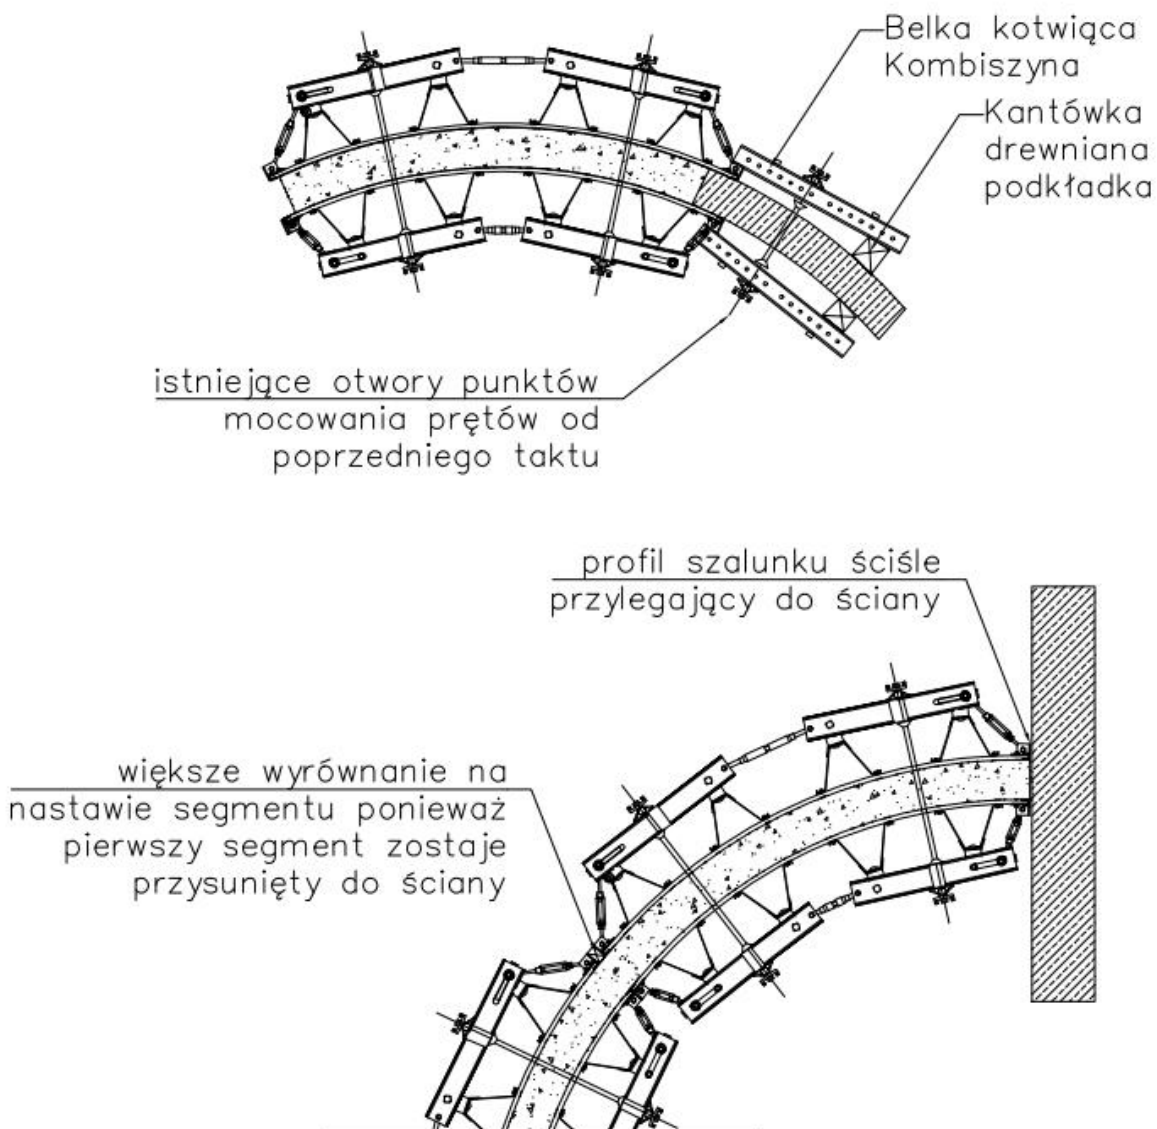 Belka kotwiąca
Kombiszyna
Kantówka
drewniana
podkładka
istniejące otwory punktów
mocowania prętów od
poprzedniego taktu
profil szalunku ściśle
przylegający do ściany
większe wyrównanie na
nastawie segmentu ponieważ
pierwszy segment zostaje
przysunięty do ściany